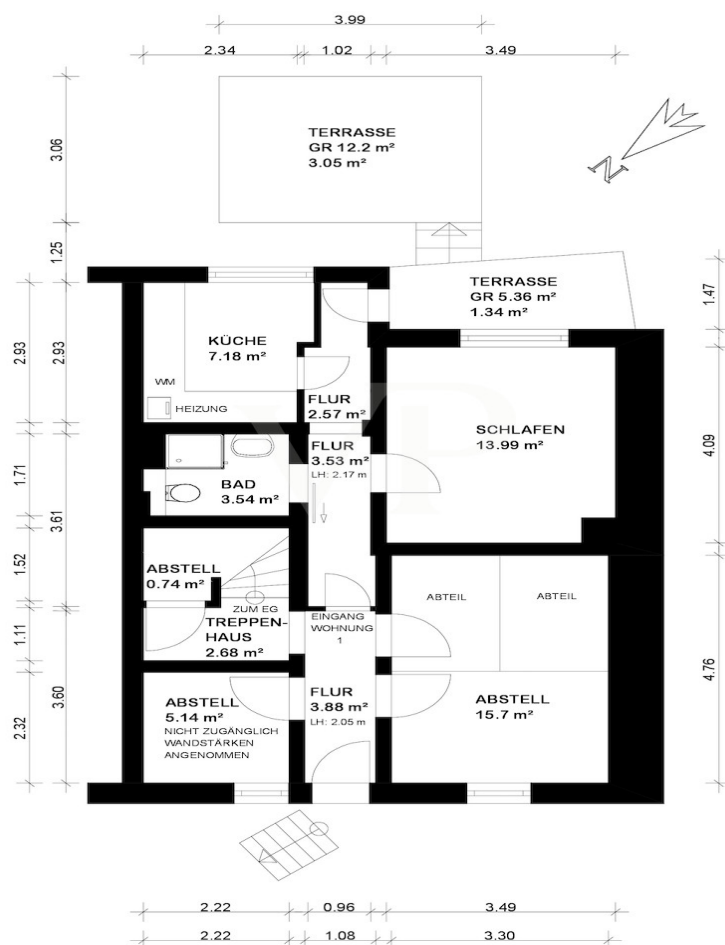 3.99
2.34
1.02
3.49
3.06
TERRASSE
GR 12.2 m²
3.05 m²
N
1.25
TERRASSE
GR 5.36 m²
1.34 m²
1.47
2.93
2.93
KÜCHE
7.18 m²
WM
HEIZUNG
FLUR
2.57 m²
SCHLAFEN
13.99 m²
4.09
FLUR
3.53 m²
LH: 2.17 m
1.71
BAD
3.54 m²
3.61
1.52
ABSTELL
0.74 m²
ZUM EG
TREPPEN-
HAUS
2.68 m²
1.11
EINGANG
WOHNUNG
1
ABTEIL
ABTEIL
4.76
3.60
2.32
ABSTELL
5.14 m²
NICHT ZUGÄNGLICH
WANDSTÄRKEN
ANGENOMMEN
FLUR
3.88 m²
LH: 2.05 m
ABSTELL
15.7 m²
2.22
0.96
3.49
2.22
1.08
3.30
VP